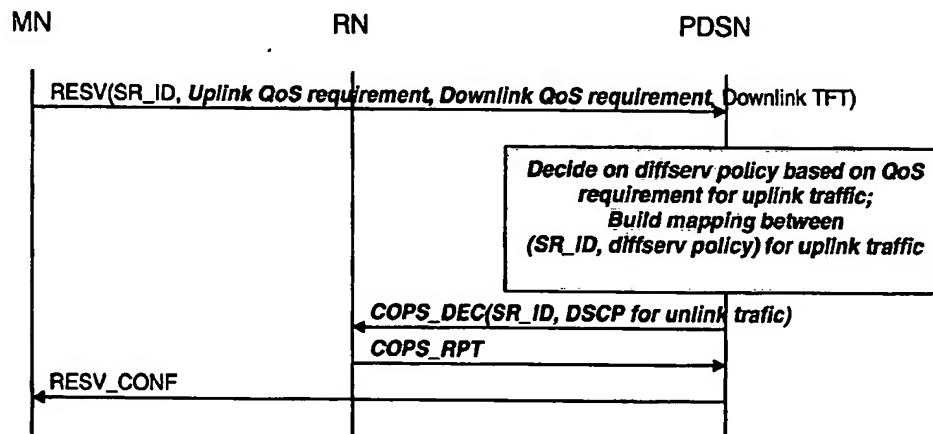 MN RN PDSN
RESV(SR_ID, Uplink QoS requirement, Downlink QoS requirement, Downlink TFT)
Decide on diffserv policy based on QoS
requirement for uplink traffic;
Build mapping between
(SR_ID, diffserv policy) for uplink traffic
COPS_DEC(SR_ID, DSCP for unlink trafic)
COPS_RPT
RESV_CONF